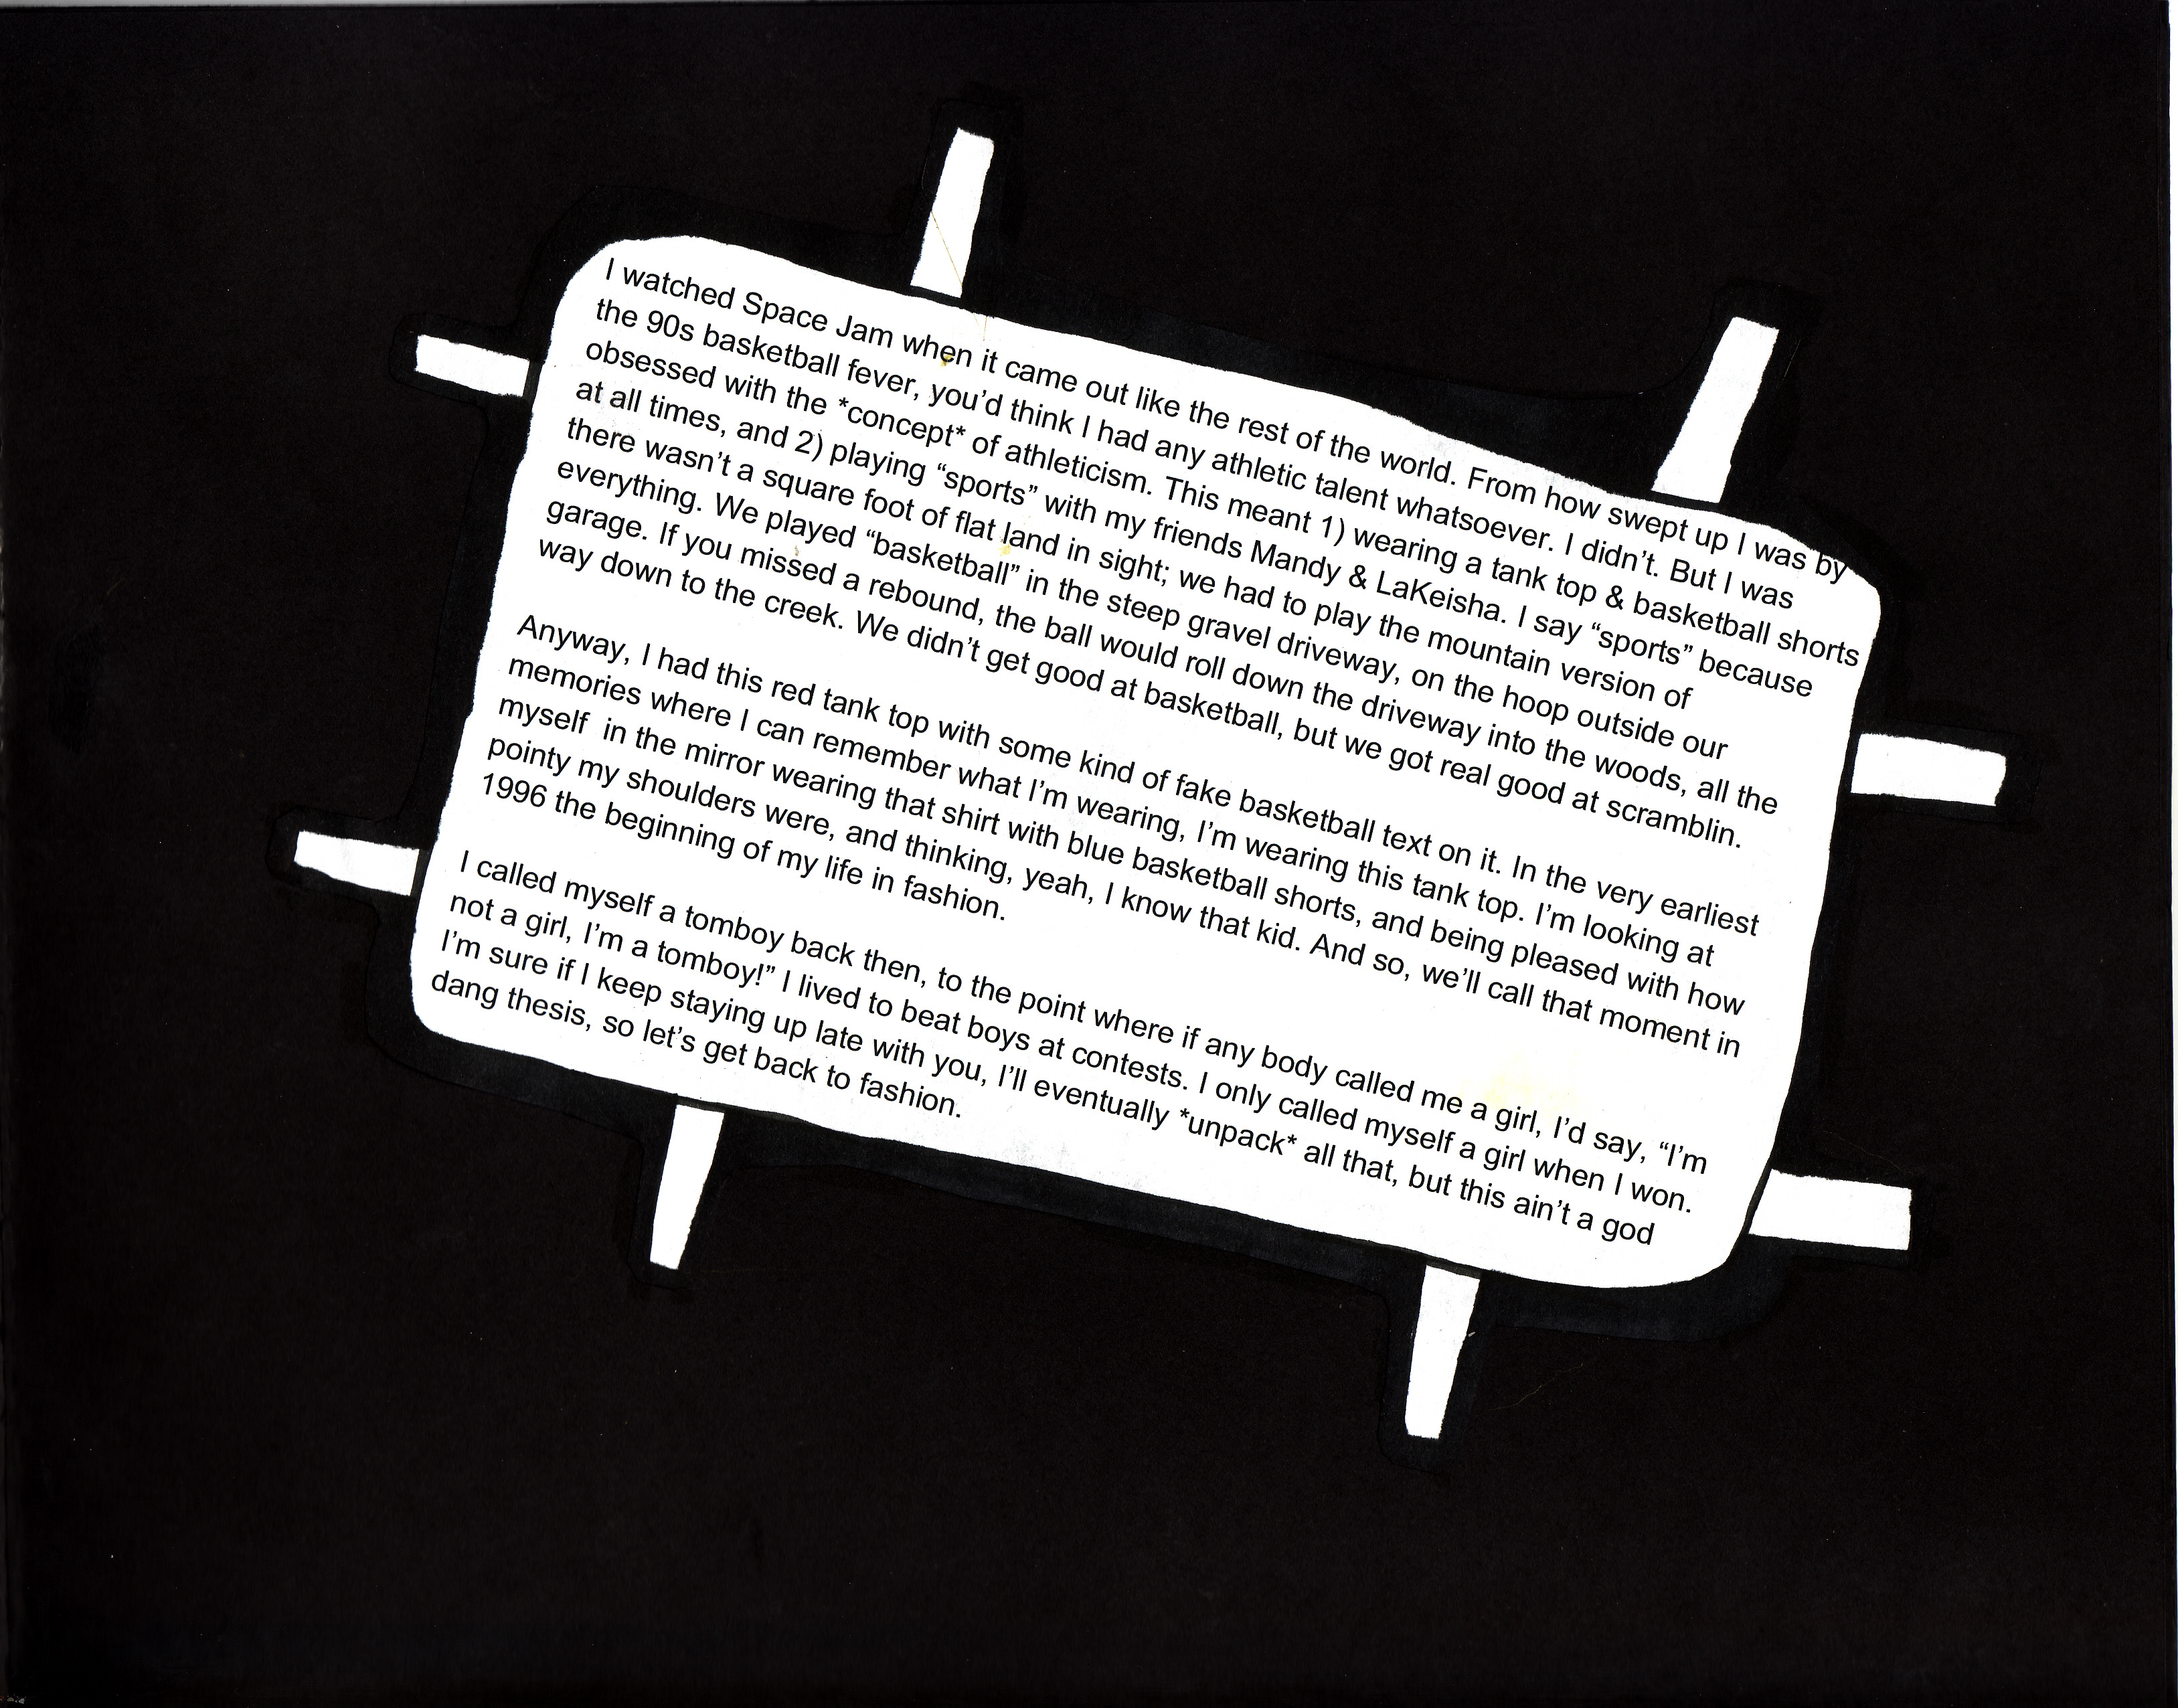 I watched Space Jam when it came out like the rest of the world. From how swept up I was by
the 90s basketball fever, you’d think I had any athletic talent whatsoever. I didn’t. But I was
obsessed with the *concept* of athleticism. This meant 1) wearing a tank top & basketball shorts
at all times, and 2) playing “sports” with my friends Mandy & LaKeisha. I say “sports” because
there wasn’t a square foot of flat land in sight; we had to play the mountain version of
everything. We played “basketball” in the steep gravel driveway, on the hoop outside our
garage. If you missed a rebound, the ball would roll down the driveway into the woods, all the
way down to the creek. We didn’t get good at basketball, but we got real good at scramblin.
Anyway, I had this red tank top with some kind of fake basketball text on it. In the very earliest
memories where I can remember what I’m wearing, I’m wearing this tank top. I’m looking at
myself  in the mirror wearing that shirt with blue basketball shorts, and being pleased with how
pointy my shoulders were, and thinking, yeah, I know that kid. And so, we’ll call that moment in
1996 the beginning of my life in fashion.
I called myself a tomboy back then, to the point where if any body called me a girl, I’d say, “I’m
not a girl, I’m a tomboy!” I lived to beat boys at contests. I only called myself a girl when I won.
I’m sure if I keep staying up late with you, I’ll eventually *unpack* all that, but this ain’t a god
dang thesis, so let’s get back to fashion.